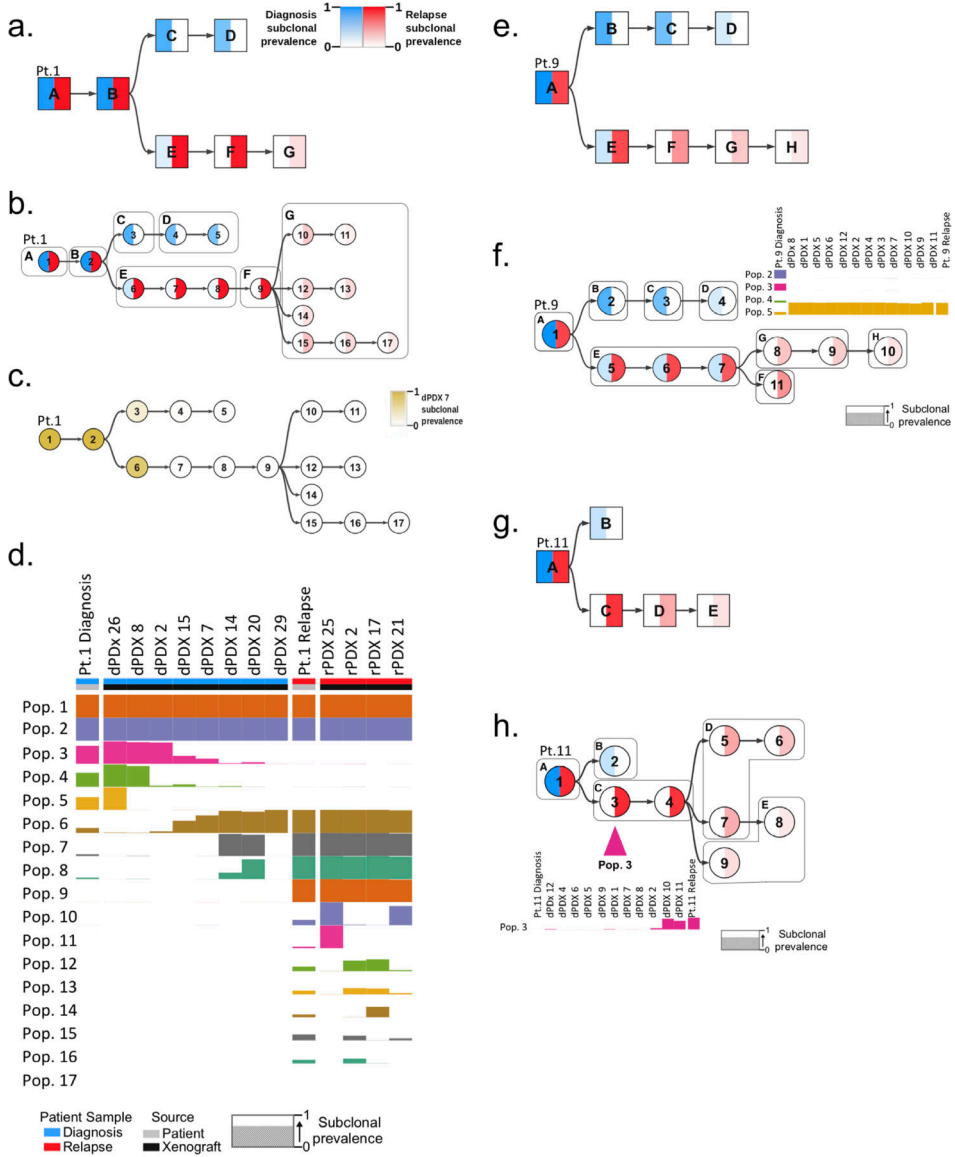 a.
Diagnosis
subclonal
prevalence
1
0
1
0
Relapse
subclonal
prevalence
Pt.1
A
B
C
D
E
F
G
b.
Pt.1
A
1
B
2
C
3
D
4
5
E
6
7
8
F
9
G
10
11
12
13
14
15
16
17
c.
Pt.1
1
2
3
4
5
6
7
8
9
10
11
12
13
14
15
16
17
1
dPDX 7
subclonal
prevalence
0
d.
Pt.1 Diagnosis
dPDx 26
dPDX 8
dPDX 2
dPDX 15
dPDX 7
dPDX 14
dPDX 20
dPDX 29
Pt.1 Relapse
rPDX 25
rPDX 2
rPDX 17
rPDX 21
Pop. 1
Pop. 2
Pop. 3
Pop. 4
Pop. 5
Pop. 6
Pop. 7
Pop. 8
Pop. 9
Pop. 10
Pop. 11
Pop. 12
Pop. 13
Pop. 14
Pop. 15
Pop. 16
Pop. 17
Patient Sample
Diagnosis
Relapse
Source
Patient
Xenograft
1
0
Subclonal
prevalence
e.
Pt.9
A
B
C
D
E
F
G
H
f.
Pt. 9 Diagnosis
dPDx 8
dPDX 1
dPDX 5
dPDX 6
dPDX 12
dPDX 2
dPDX 4
dPDX 3
dPDX 7
dPDX 10
dPDX 9
dPDX 11
Pt. 9 Relapse
Pop. 2
Pop. 3
Pop. 4
Pop. 5
Pt.9
A
1
B
2
C
3
D
4
E
5
6
7
G
8
9
H
10
F
11
1
0
Subclonal
prevalence
g.
Pt.11
A
B
C
D
E
h.
Pt.11
A
1
B
2
C
3
4
D
5
6
7
E
8
9
Pop. 3
Pt.11 Diagnosis
dPDx 12
dPDX 4
dPDX 6
dPDX 5
dPDX 9
dPDX 1
dPDX 7
dPDX 8
dPDX 2
dPDX 10
dPDX 11
Pt.11 Relapse
Pop. 3
1
0
Subclonal
prevalence